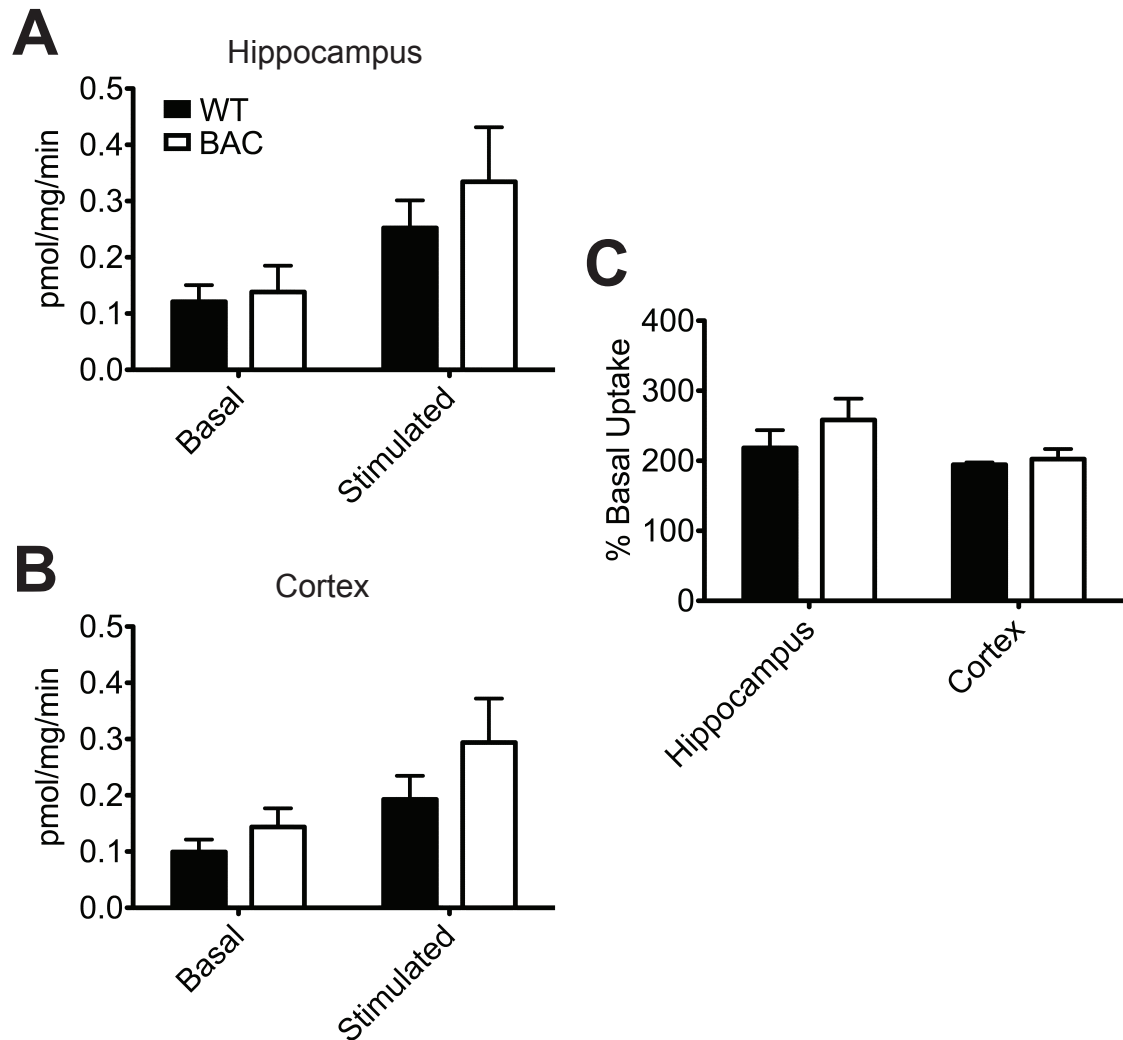 A
Hippocampus
0.5
0.4
0.3
0.2
0.1
0.0
pmol/mg/min
WT
BAC
Basal
Stimulated
B
Cortex
0.5
0.4
0.3
0.2
0.1
0.0
pmol/mg/min
Basal
Stimulated
C
400
300
200
100
0
% Basal Uptake
Hippocampus
Cortex